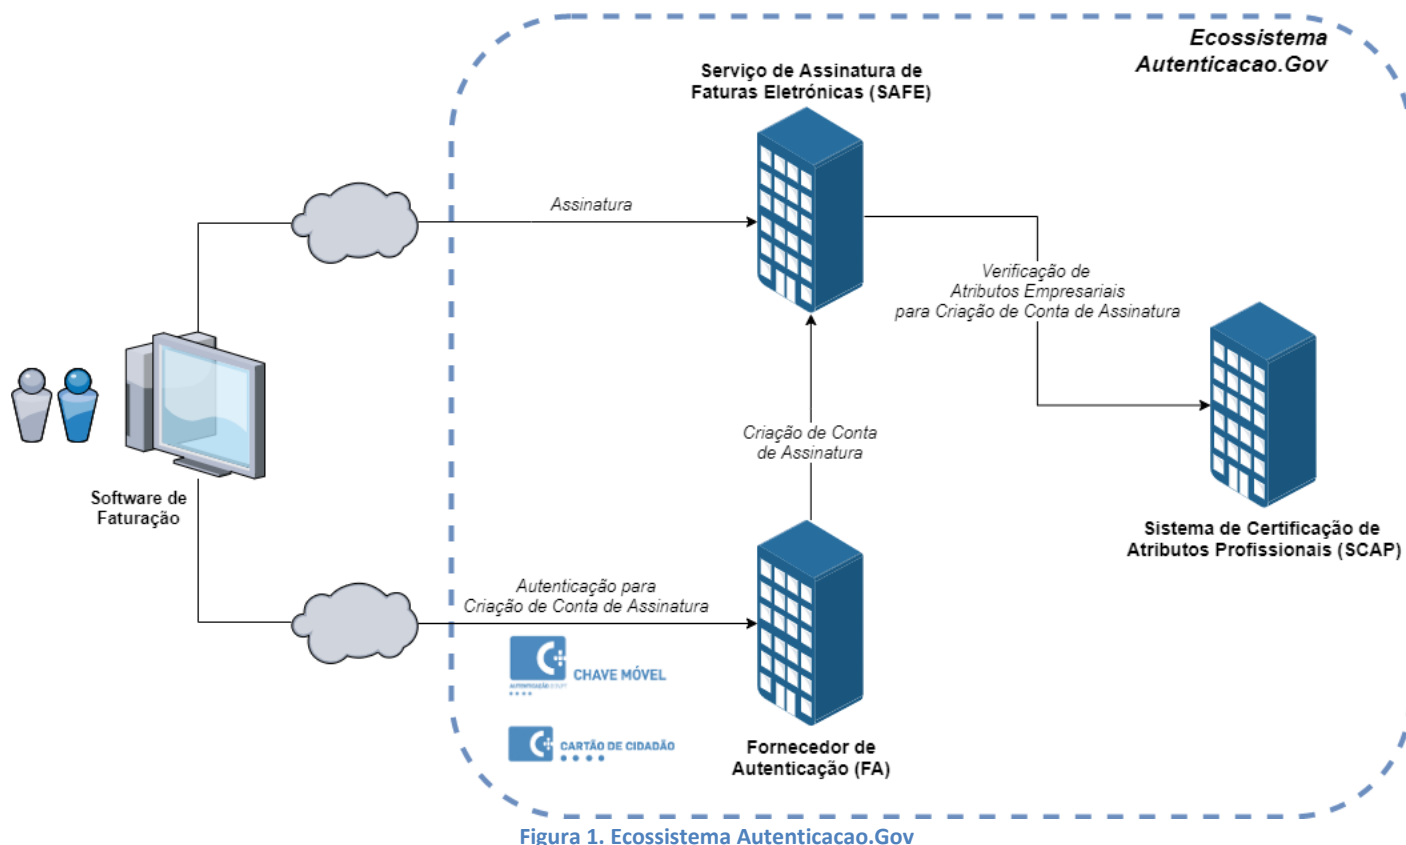 Ecossistema
Autenticacao.Gov
Serviço de Assinatura de
Faturas Eletrónicas (SAFE)
Assinatura
Verificação de
Atributos Empresariais
para Criação de Conta de Assinatura
Criação de Conta
de Assinatura
Software de
Faturação
Sistema de Certificação de
Atributos Profissionais (SCAP)
Autenticação para
Criação de Conta de Assinatura
CHAVE MÓVEL
CARTÃO DE CIDADÃO
Fornecedor de
Autenticação (FA)
Figura 1. Ecossistema Autenticacao.Gov